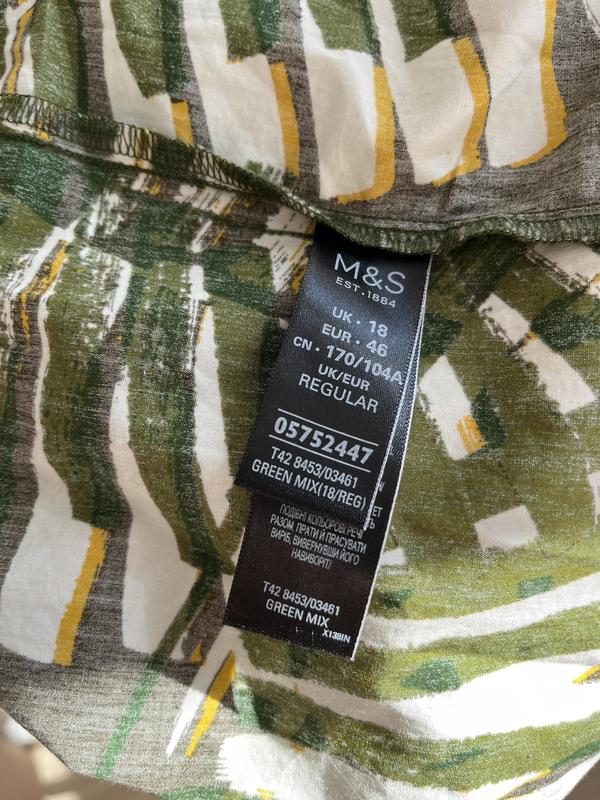 M&S
EST.1884
UK • 18
EUR • 46
CN • 170/104A
UK/EUR
REGULAR
05752447
T42 8453/03461
GREEN MIX(18/REG)
ПОДІБНІ КОЛЬОРОВІ РЕЧІ
РАЗОМ. ПРАТИ Й ПРАСУВАТИ
ВИРІБ, ВИВЕРНУВШИ ЙОГО
НАВИВОРІТ/
T42 8453/03461
GREEN MIX
X138IN